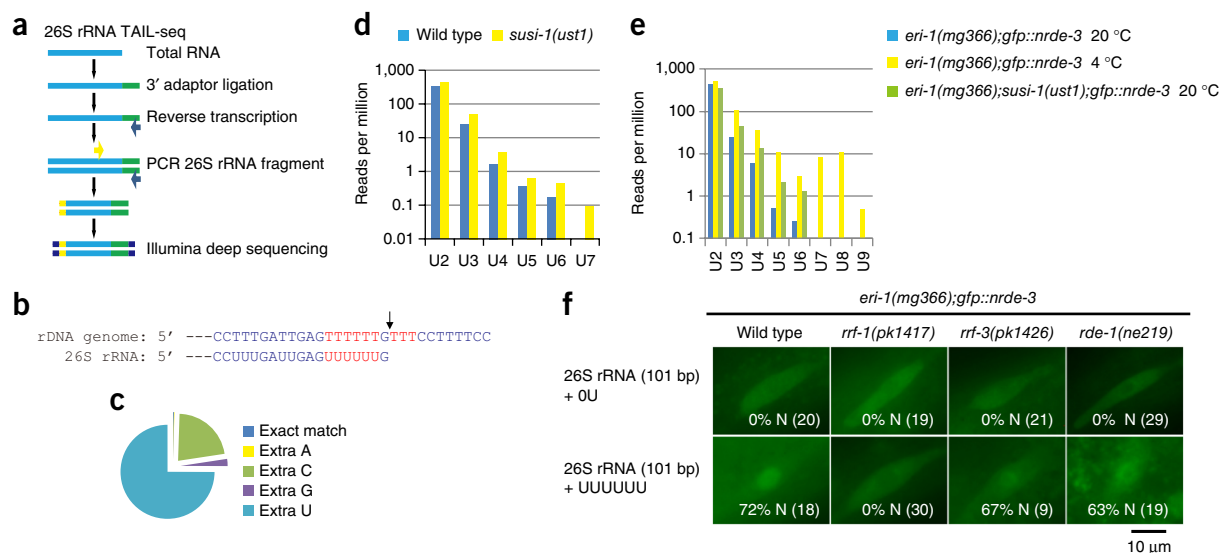 a
26S rRNA TAIL-seq
Total RNA
3′ adaptor ligation
Reverse transcription
PCR 26S rRNA fragment
Illumina deep sequencing
b
rDNA genome: 5′ ---CCTTTGATTGAGTTTTTTGTTTCCTTTTCC
26S rRNA: 5′ ---CCUUUGAUUGAGUUUUUUG
c
Exact match
Extra A
Extra C
Extra G
Extra U
d
Wild type susi-1(ust1)
Reads per million
1,000
100
10
1
0.1
0.01
U2 U3 U4 U5 U6 U7
e
eri-1(mg366);gfp::nrde-3 20 °C
eri-1(mg366);gfp::nrde-3 4 °C
eri-1(mg366);susi-1(ust1);gfp::nrde-3 20 °C
Reads per million
1,000
100
10
1
0.1
U2 U3 U4 U5 U6 U7 U8 U9
f
eri-1(mg366);gfp::nrde-3
Wild type rrf-1(pk1417) rrf-3(pk1426) rde-1(ne219)
26S rRNA (101 bp)
+ 0U
0% N (20) 0% N (19) 0% N (21) 0% N (29)
26S rRNA (101 bp)
+ UUUUUU
72% N (18) 0% N (30) 67% N (9) 63% N (19)
10 μm